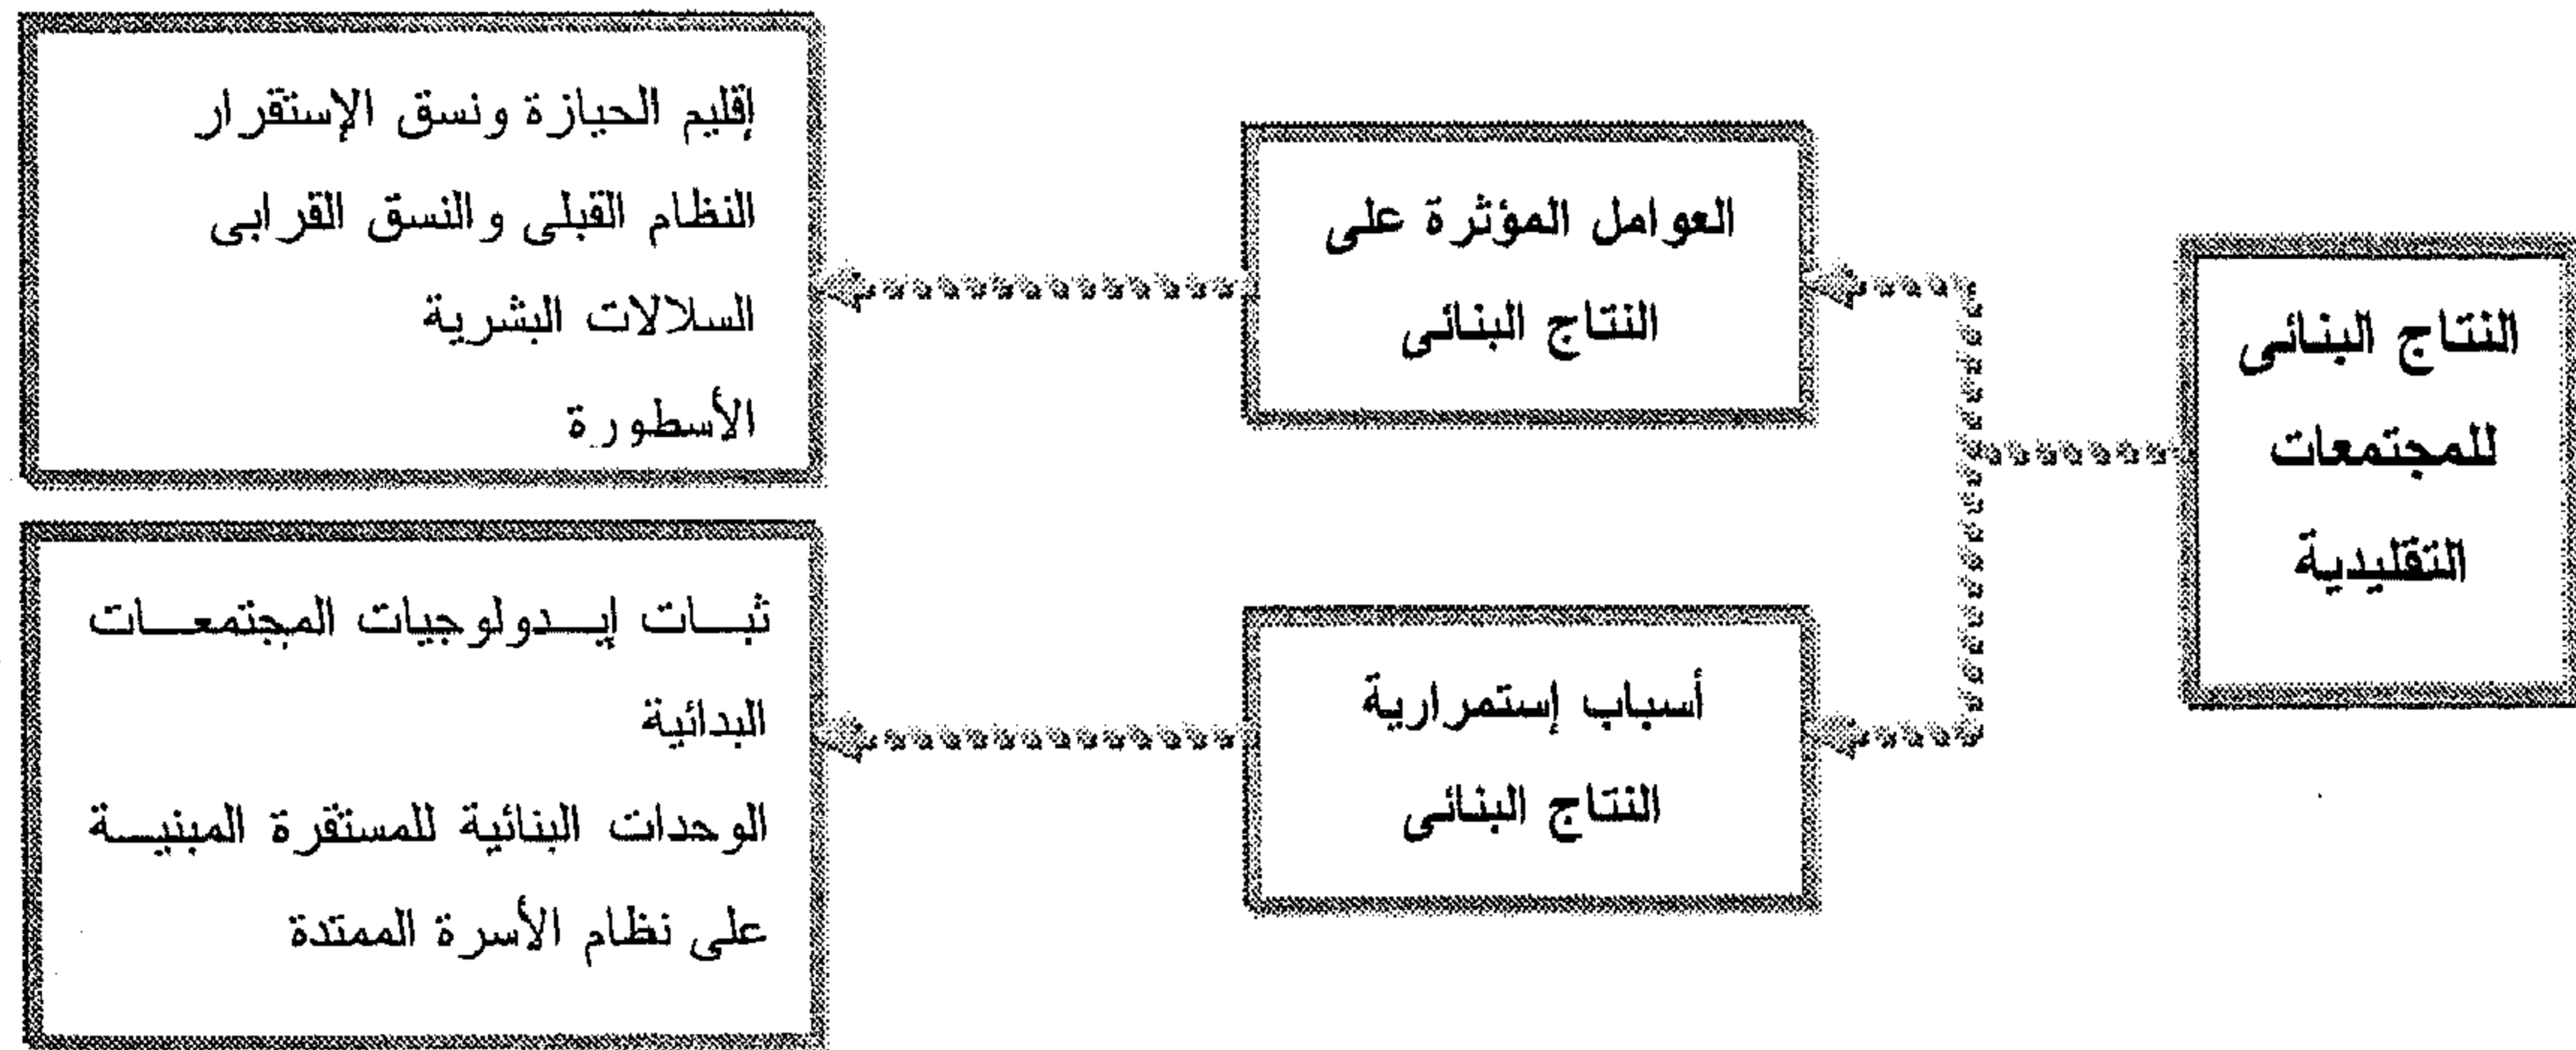 النتاج البنائى
للمجتمعات
التقليدية
العوامل المؤثرة على
النتاج البنائى
إقليم الحيازة ونسق الإستقرار
النظام القبلى والنسق القرابى
السلالات البشرية
الأسطورة
أسباب إستمرارية
النتاج البنائى
ثبات إيدولوجيات المجتمعات
البدائية
الوحدات البنائية للمستقرة المبنية
على نظام الأسرة الممتدة